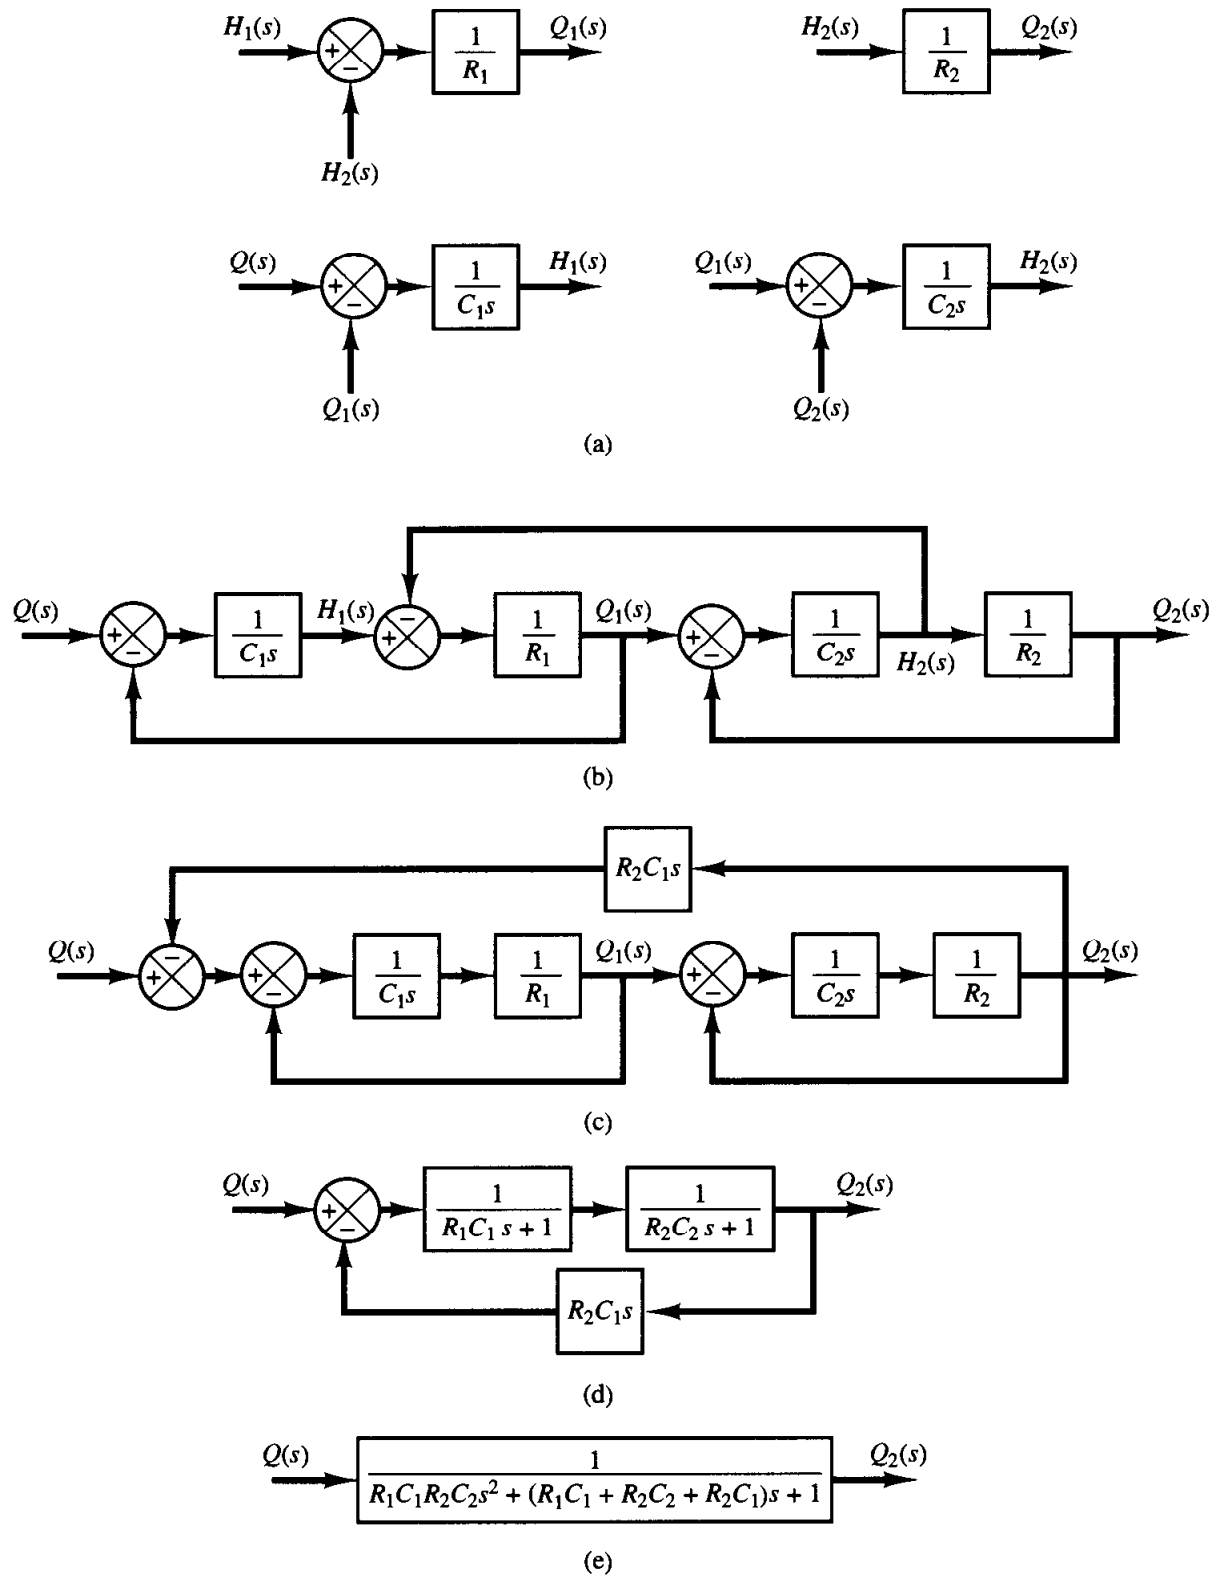 H₁(s) + − 1/R₁ Q₁(s)
H₂(s)
H₂(s) 1/R₂ Q₂(s)
Q(s) + − 1/(C₁s) H₁(s)
Q₁(s)
Q₁(s) + − 1/(C₂s) H₂(s)
Q₂(s)
(a)
Q(s) + − 1/(C₁s) H₁(s) + − 1/R₁ Q₁(s) + − 1/(C₂s) H₂(s) 1/R₂ Q₂(s)
(b)
R₂C₁s
Q(s) + − + − 1/(C₁s) 1/R₁ Q₁(s) + − 1/(C₂s) 1/R₂ Q₂(s)
(c)
Q(s) + − 1/(R₁C₁ s + 1) 1/(R₂C₂ s + 1) Q₂(s)
R₂C₁s
(d)
Q(s) 1/(R₁C₁R₂C₂s² + (R₁C₁ + R₂C₂ + R₂C₁)s + 1) Q₂(s)
(e)